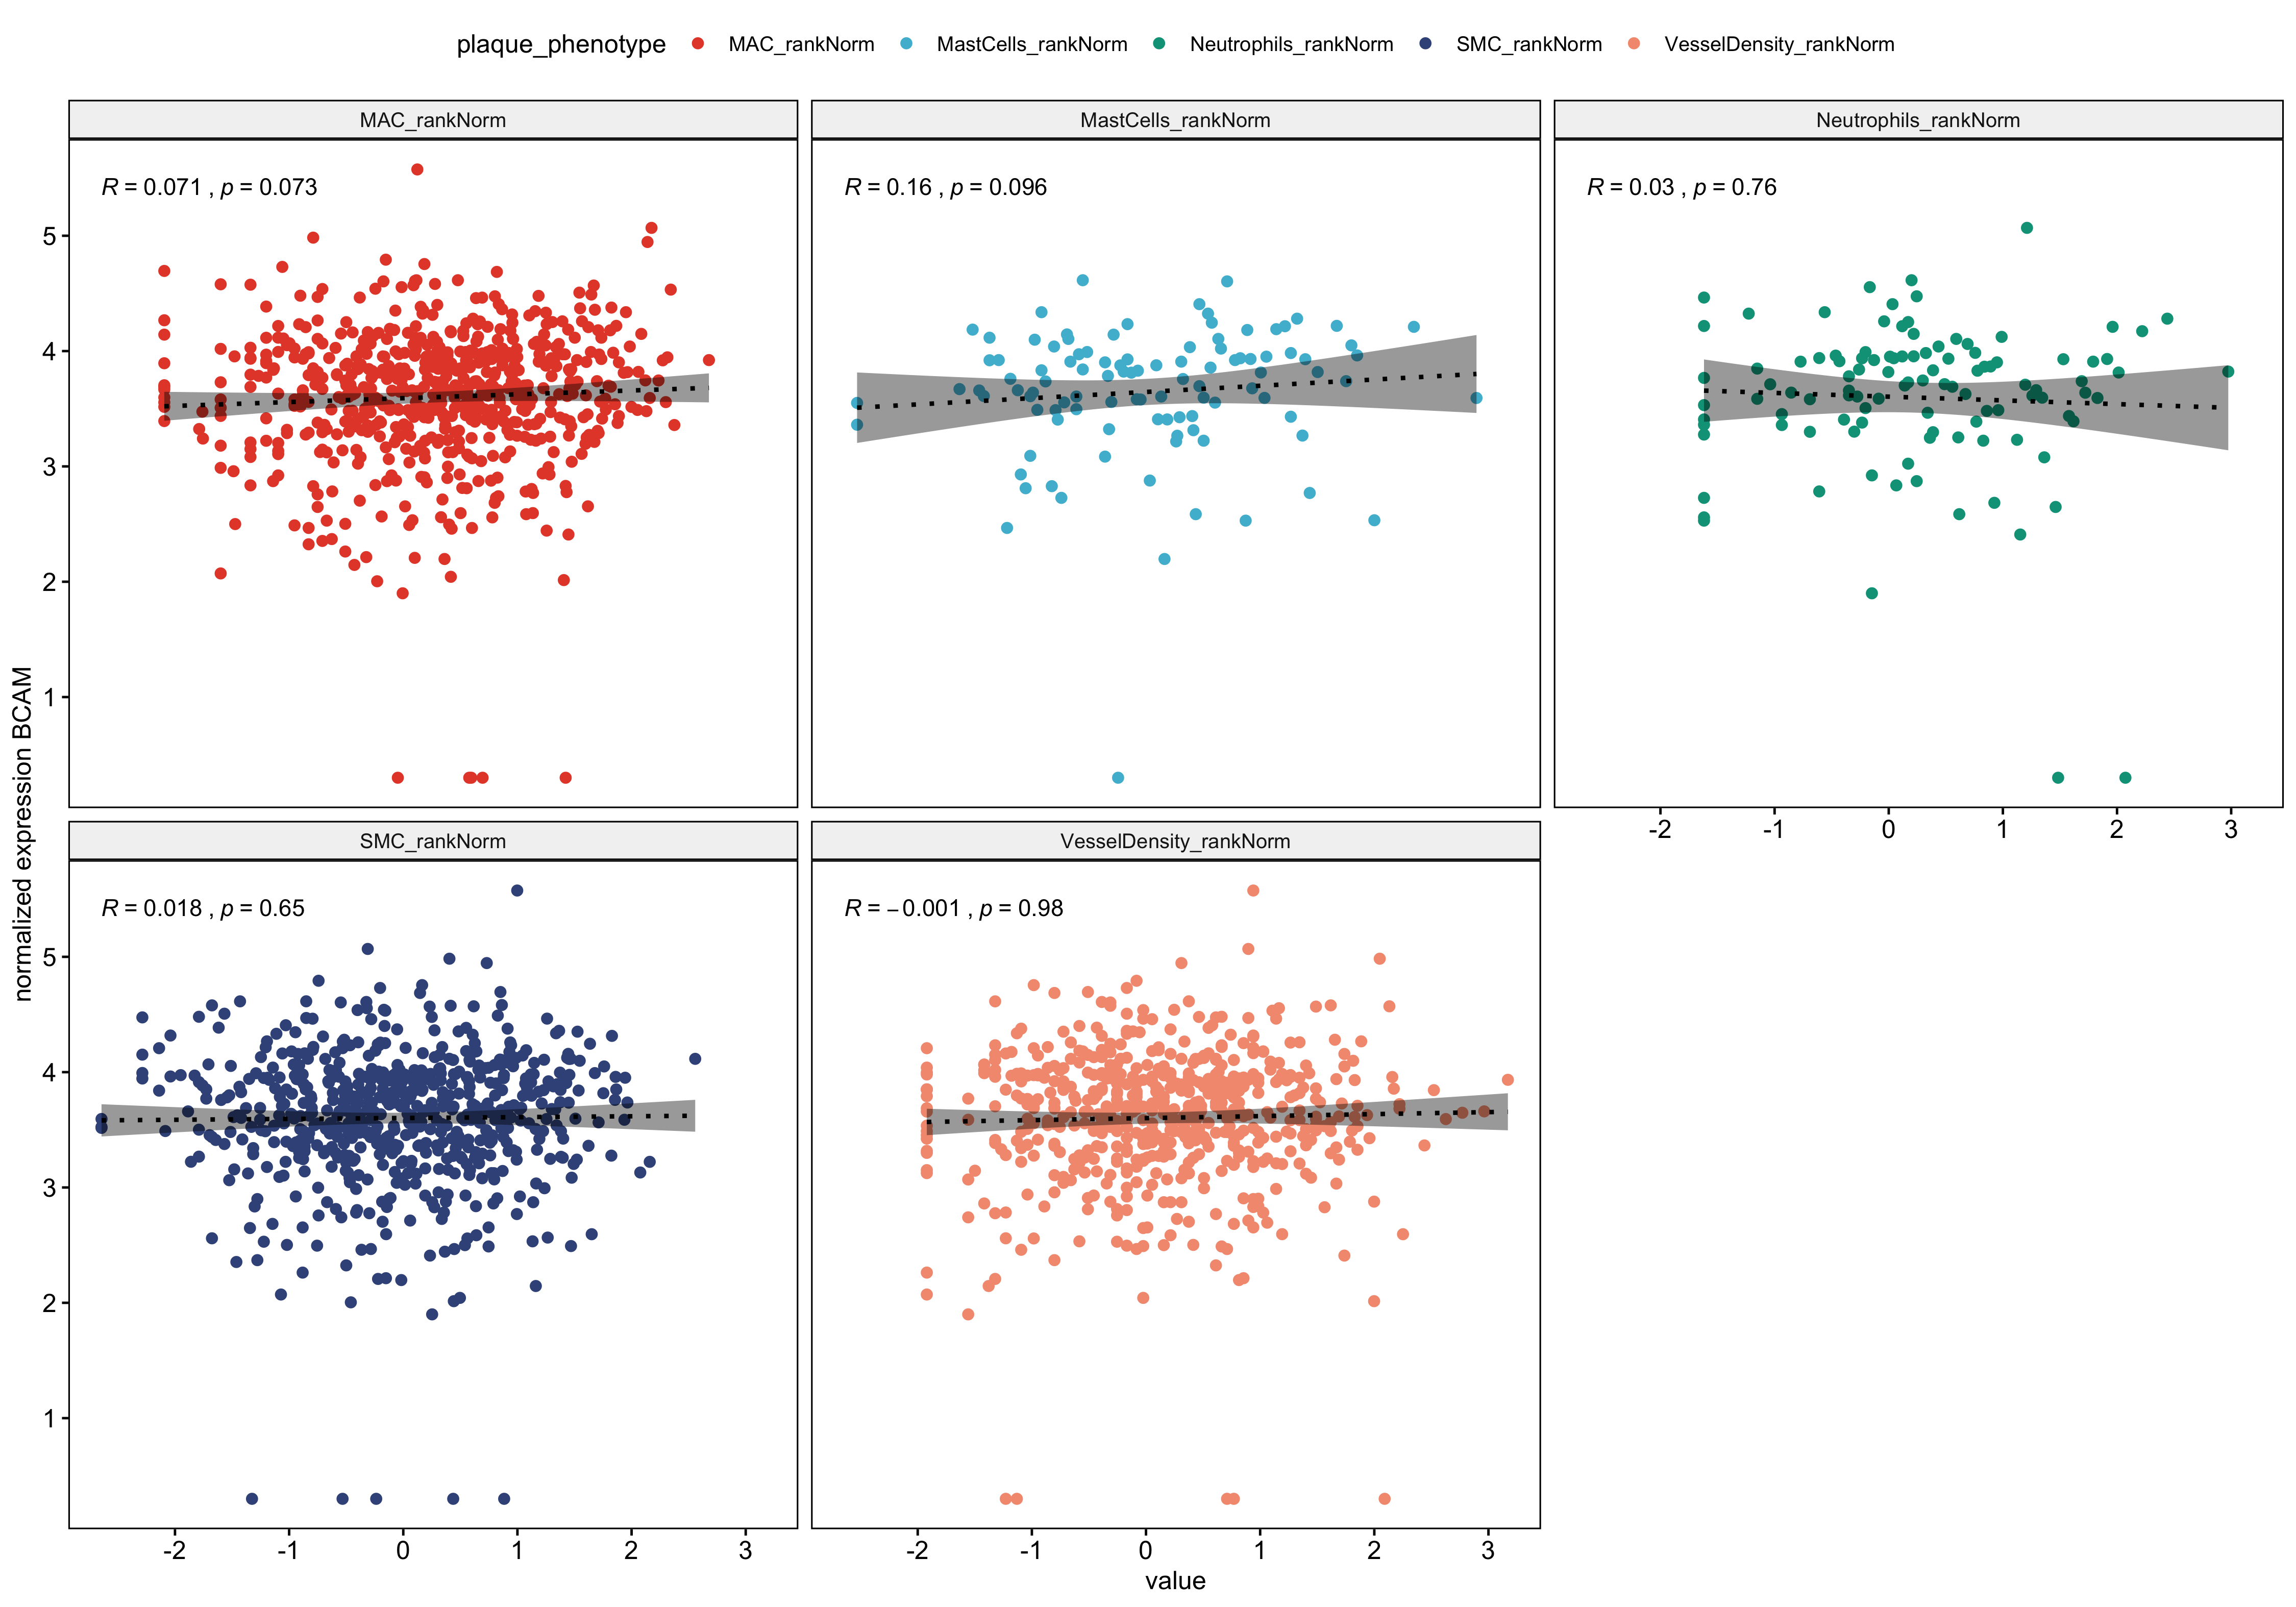 plaque_phenotype MAC_rankNorm MastCells_rankNorm Neutrophils_rankNorm SMC_rankNorm VesselDensity_rankNorm
MAC_rankNorm MastCells_rankNorm Neutrophils_rankNorm
R = 0.071 , p = 0.073 R = 0.16 , p = 0.096 R = 0.03 , p = 0.76
5
4
3
2
1
-2 -1 0 1 2 3
normalized expression BCAM
SMC_rankNorm VesselDensity_rankNorm
R = 0.018 , p = 0.65 R = −0.001 , p = 0.98
5
4
3
2
1
-2 -1 0 1 2 3 -2 -1 0 1 2 3
value